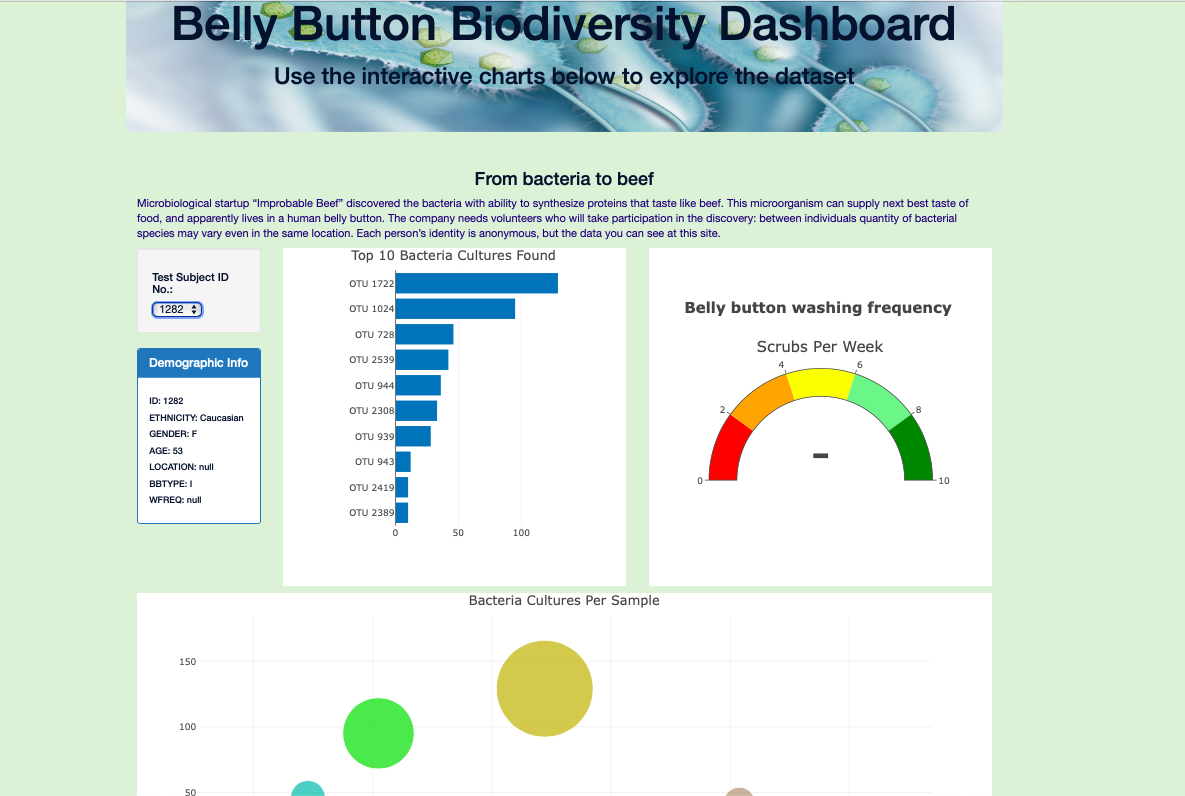 Belly Button Biodiversity Dashboard
Use the interactive charts below to explore the dataset
From bacteria to beef
Microbiological startup “Improbable Beef” discovered the bacteria with ability to synthesize proteins that taste like beef. This microorganism can supply next best taste of
food, and apparently lives in a human belly button. The company needs volunteers who will take participation in the discovery: between individuals quantity of bacterial
species may vary even in the same location. Each person’s identity is anonymous, but the data you can see at this site.
Test Subject ID
No.:
1282
Demographic Info
ID: 1282
ETHNICITY: Caucasian
GENDER: F
AGE: 53
LOCATION: null
BBTYPE: I
WFREQ: null
Top 10 Bacteria Cultures Found
OTU 1722
OTU 1024
OTU 728
OTU 2539
OTU 944
OTU 2308
OTU 939
OTU 943
OTU 2419
OTU 2389
0 50 100
Belly button washing frequency
Scrubs Per Week
4 6
2 8
-
0 10
Bacteria Cultures Per Sample
150
100
50